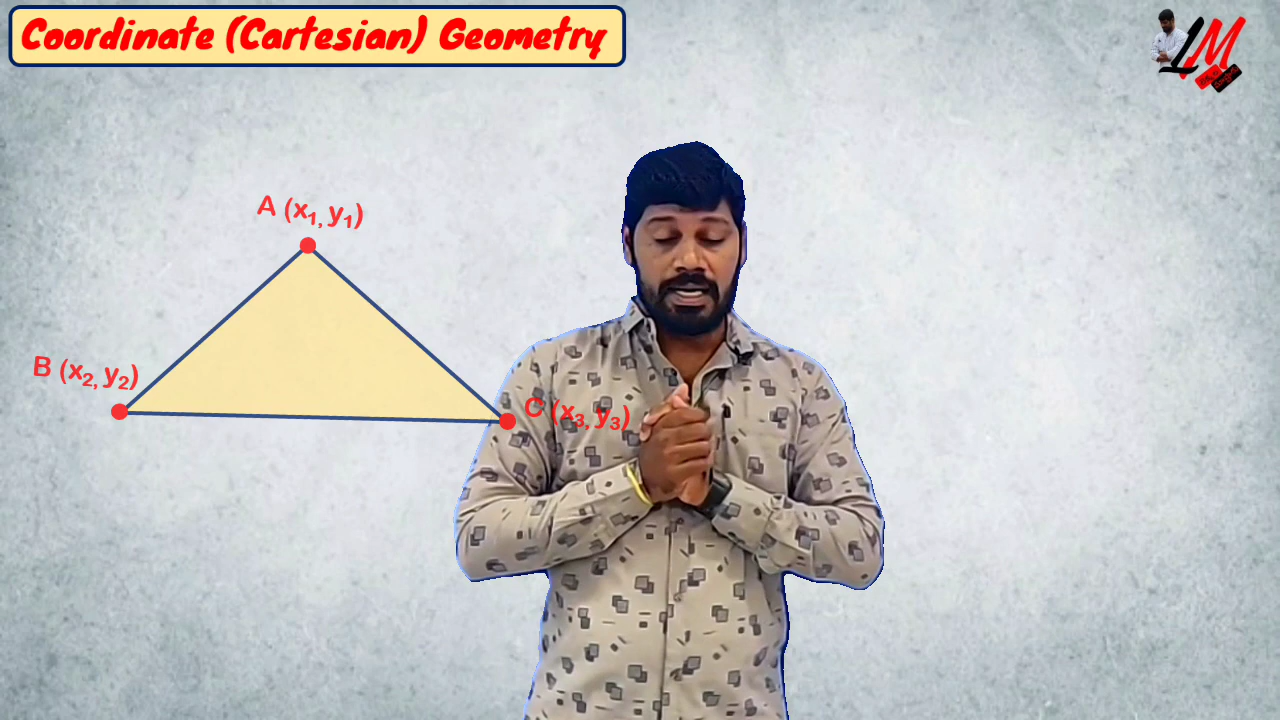 Coordinate (Cartesian) Geometry
LM
A (x₁, y₁)
B (x₂, y₂)
C (x₃, y₃)